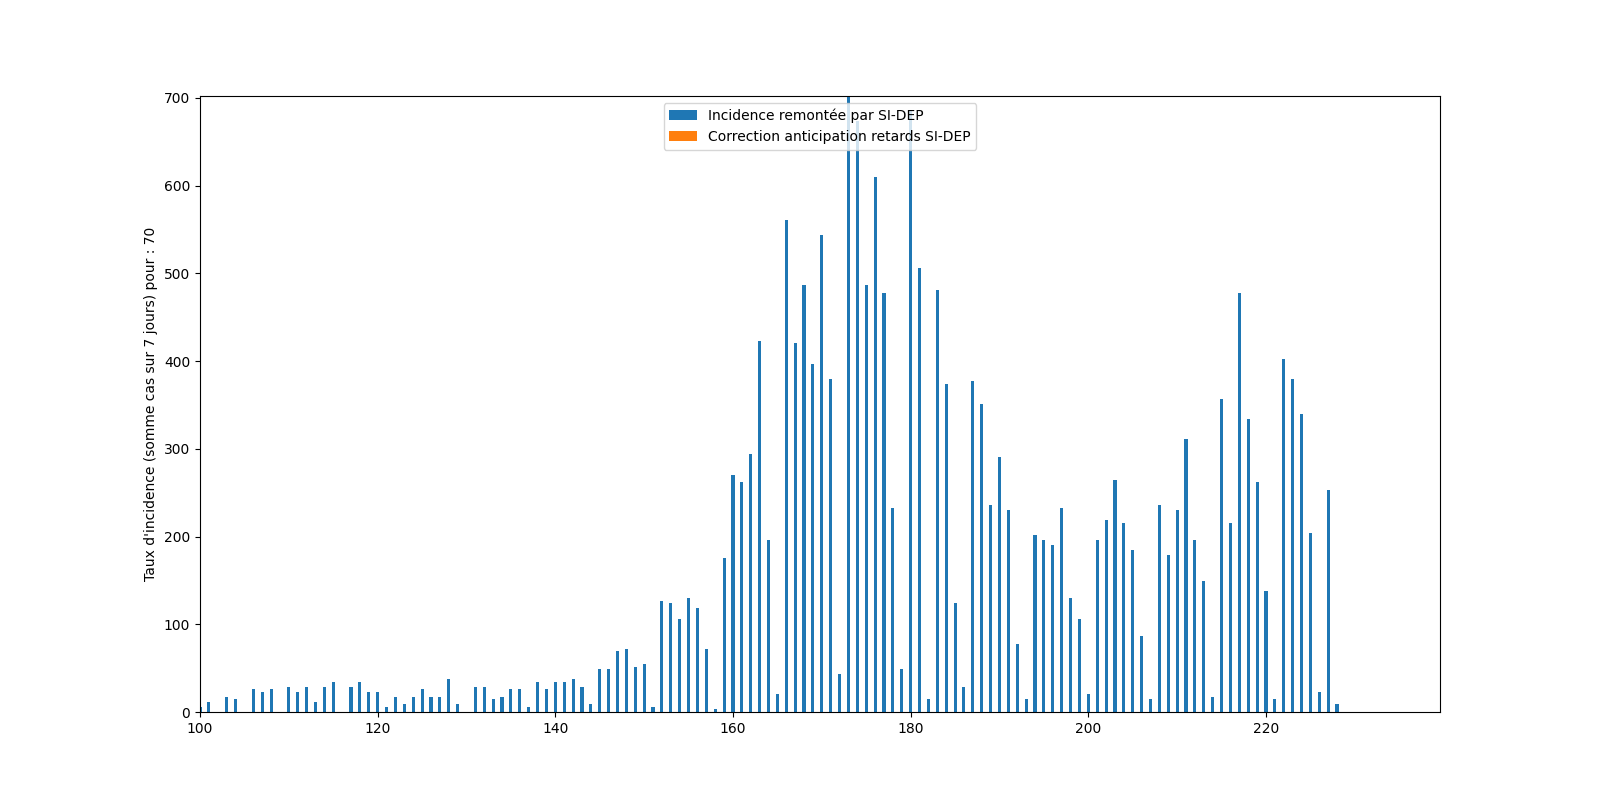 Incidence remontée par SI-DEP
Correction anticipation retards SI-DEP
Taux d'incidence (somme cas sur 7 jours) pour : 70
700
600
500
400
300
200
100
0
100 120 140 160 180 200 220